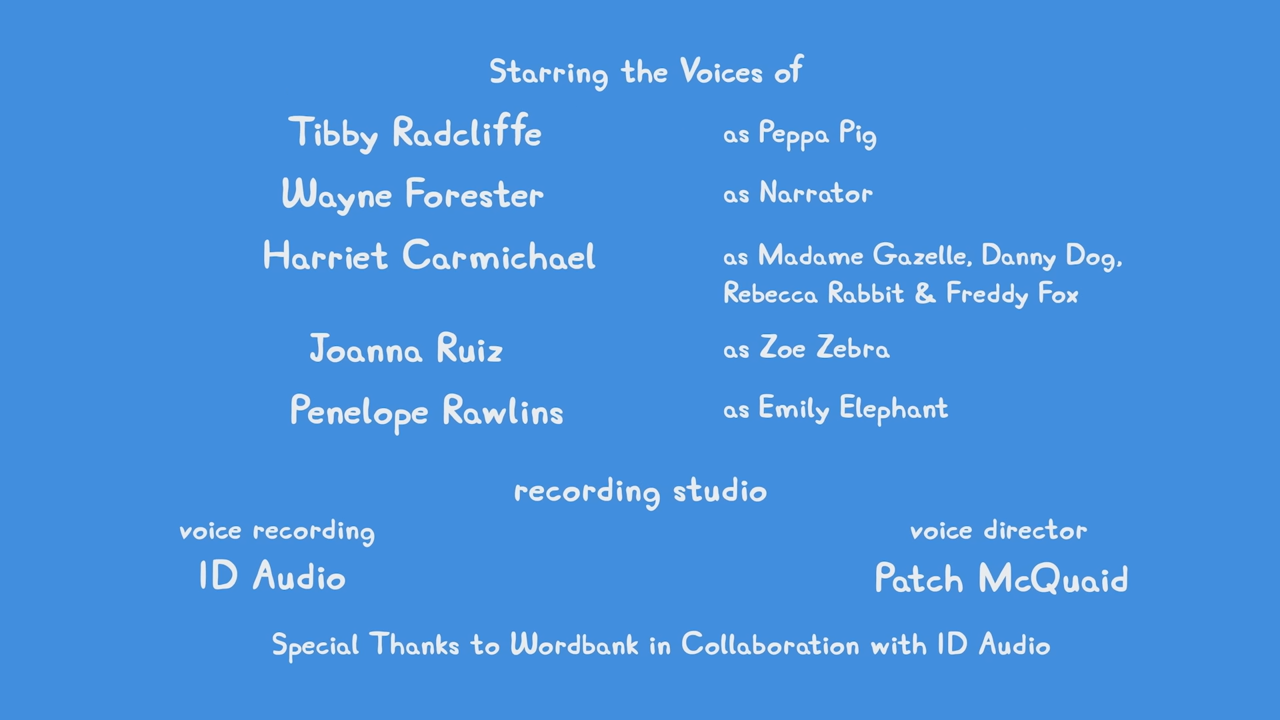 Starring the Voices of
Tibby Radcliffe as Peppa Pig
Wayne Forester as Narrator
Harriet Carmichael as Madame Gazelle, Danny Dog,
Rebecca Rabbit & Freddy Fox
Joanna Ruiz as Zoe Zebra
Penelope Rawlins as Emily Elephant
recording studio
voice recording voice director
ID Audio Patch McQuaid
Special Thanks to Wordbank in Collaboration with ID Audio